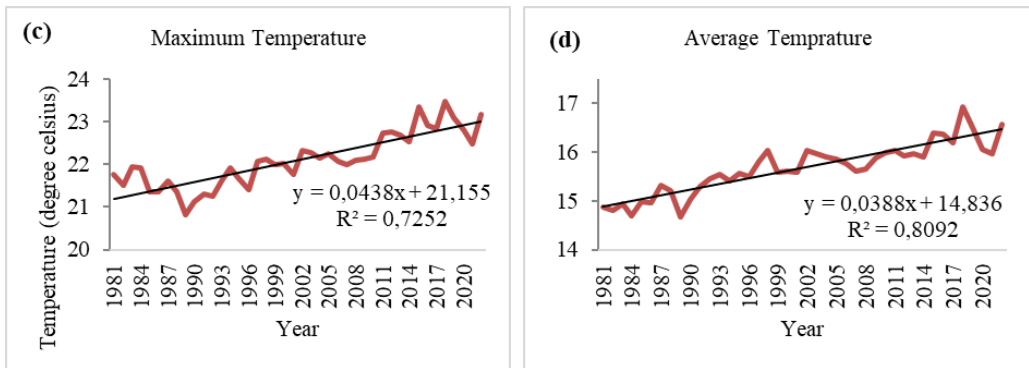 (c)
Maximum Temperature
Temperature (degree celsius)
24
23
22
21
20
y = 0,0438x + 21,155
R² = 0,7252
1981 1984 1987 1990 1993 1996 1999 2002 2005 2008 2011 2014 2017 2020
Year
(d)
Average Temprature
17
16
15
14
y = 0,0388x + 14,836
R² = 0,8092
1981 1984 1987 1990 1993 1996 1999 2002 2005 2008 2011 2014 2017 2020
Year